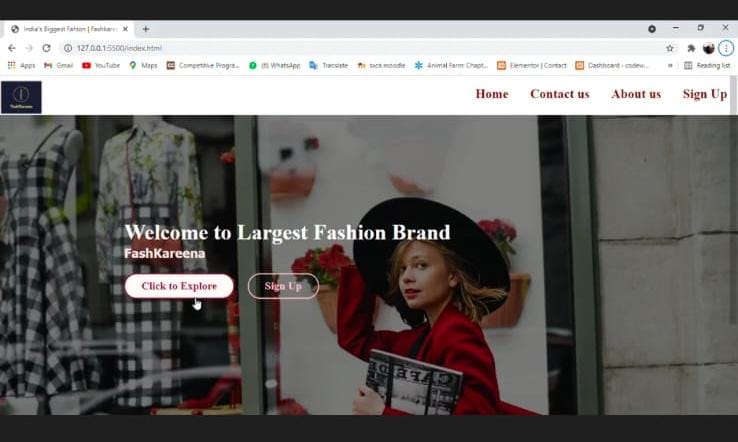 India's Biggest Fahion | Fashkare
127.0.0.1:5500/index.html
Apps Gmail YouTube Maps Competitive Progra... (6) WhatsApp Translate svca moodle Animal Farm: Chapt... Elementor | Contact Dashboard ‹ codew... » Reading list
FashKareena
Home Contact us About us Sign Up
Welcome to Largest Fashion Brand
FashKareena
Click to Explore Sign Up